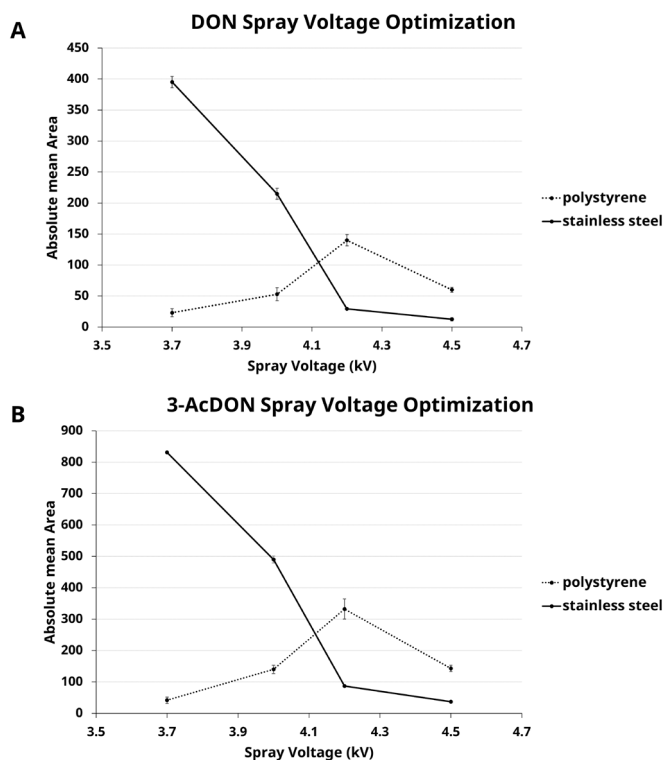 A
DON Spray Voltage Optimization
Absolute mean Area
450
400
350
300
250
200
150
100
50
0
3.5 3.7 3.9 4.1 4.3 4.5 4.7
Spray Voltage (kV)
polystyrene
stainless steel
B
3-AcDON Spray Voltage Optimization
Absolute mean Area
900
800
700
600
500
400
300
200
100
0
3.5 3.7 3.9 4.1 4.3 4.5 4.7
Spray Voltage (kV)
polystyrene
stainless steel